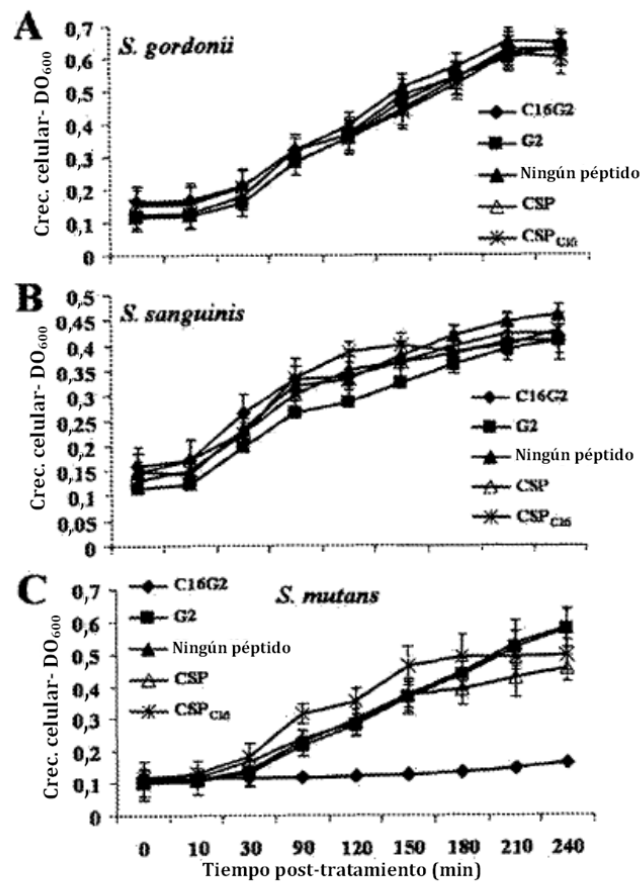 A
S. gordonii
Crec. celular- DO600
0,7
0,6
0,5
0,4
0,3
0,2
0,1
0
C16G2
G2
Ningún péptido
CSP
CSPC16
B
S. sanguinis
Crec. celular- DO600
0,5
0,45
0,4
0,35
0,3
0,25
0,2
0,15
0,1
0,05
0
C16G2
G2
Ningún péptido
CSP
CSPC16
C
S. mutans
Crec. celular- DO600
0,7
0,6
0,5
0,4
0,3
0,2
0,1
0
C16G2
G2
Ningún péptido
CSP
CSPC16
0 10 30 90 120 150 180 210 240
Tiempo post-tratamiento (min)